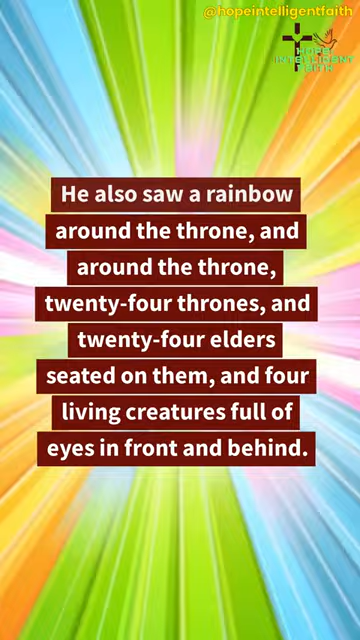 @hopeintelligentfaith
HOPE
INTELLIGENT
FAITH
He also saw a rainbow
around the throne, and
around the throne,
twenty-four thrones, and
twenty-four elders
seated on them, and four
living creatures full of
eyes in front and behind.